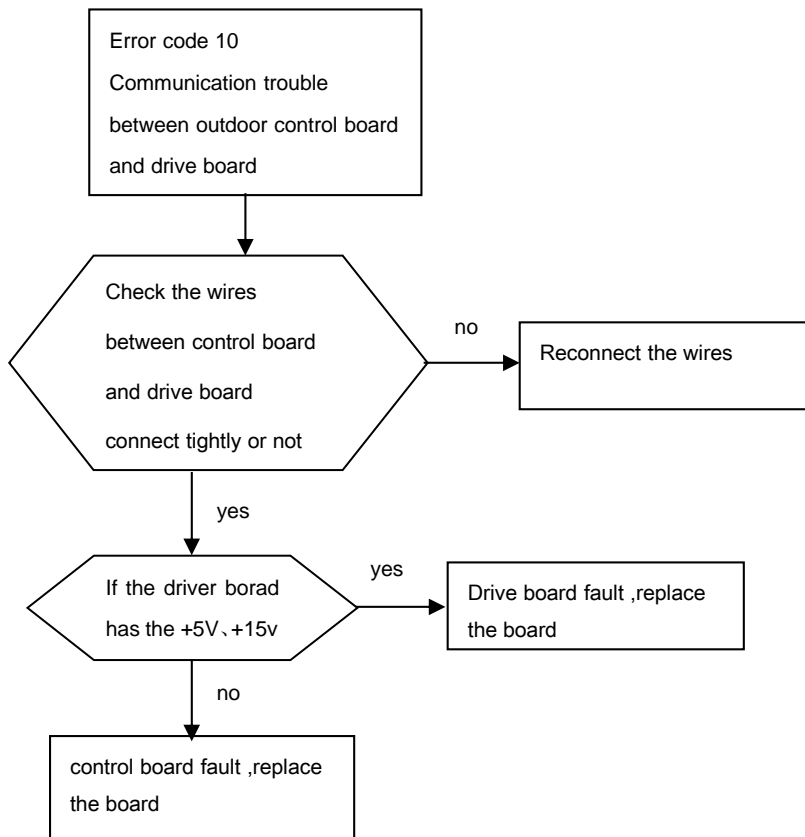 Error code 10
Communication trouble
between outdoor control board
and drive board
Check the wires
between control board
and drive board
connect tightly or not
no
Reconnect the wires
yes
If the driver borad
has the +5V、+15v
yes
Drive board fault ,replace
the board
no
control board fault ,replace
the board